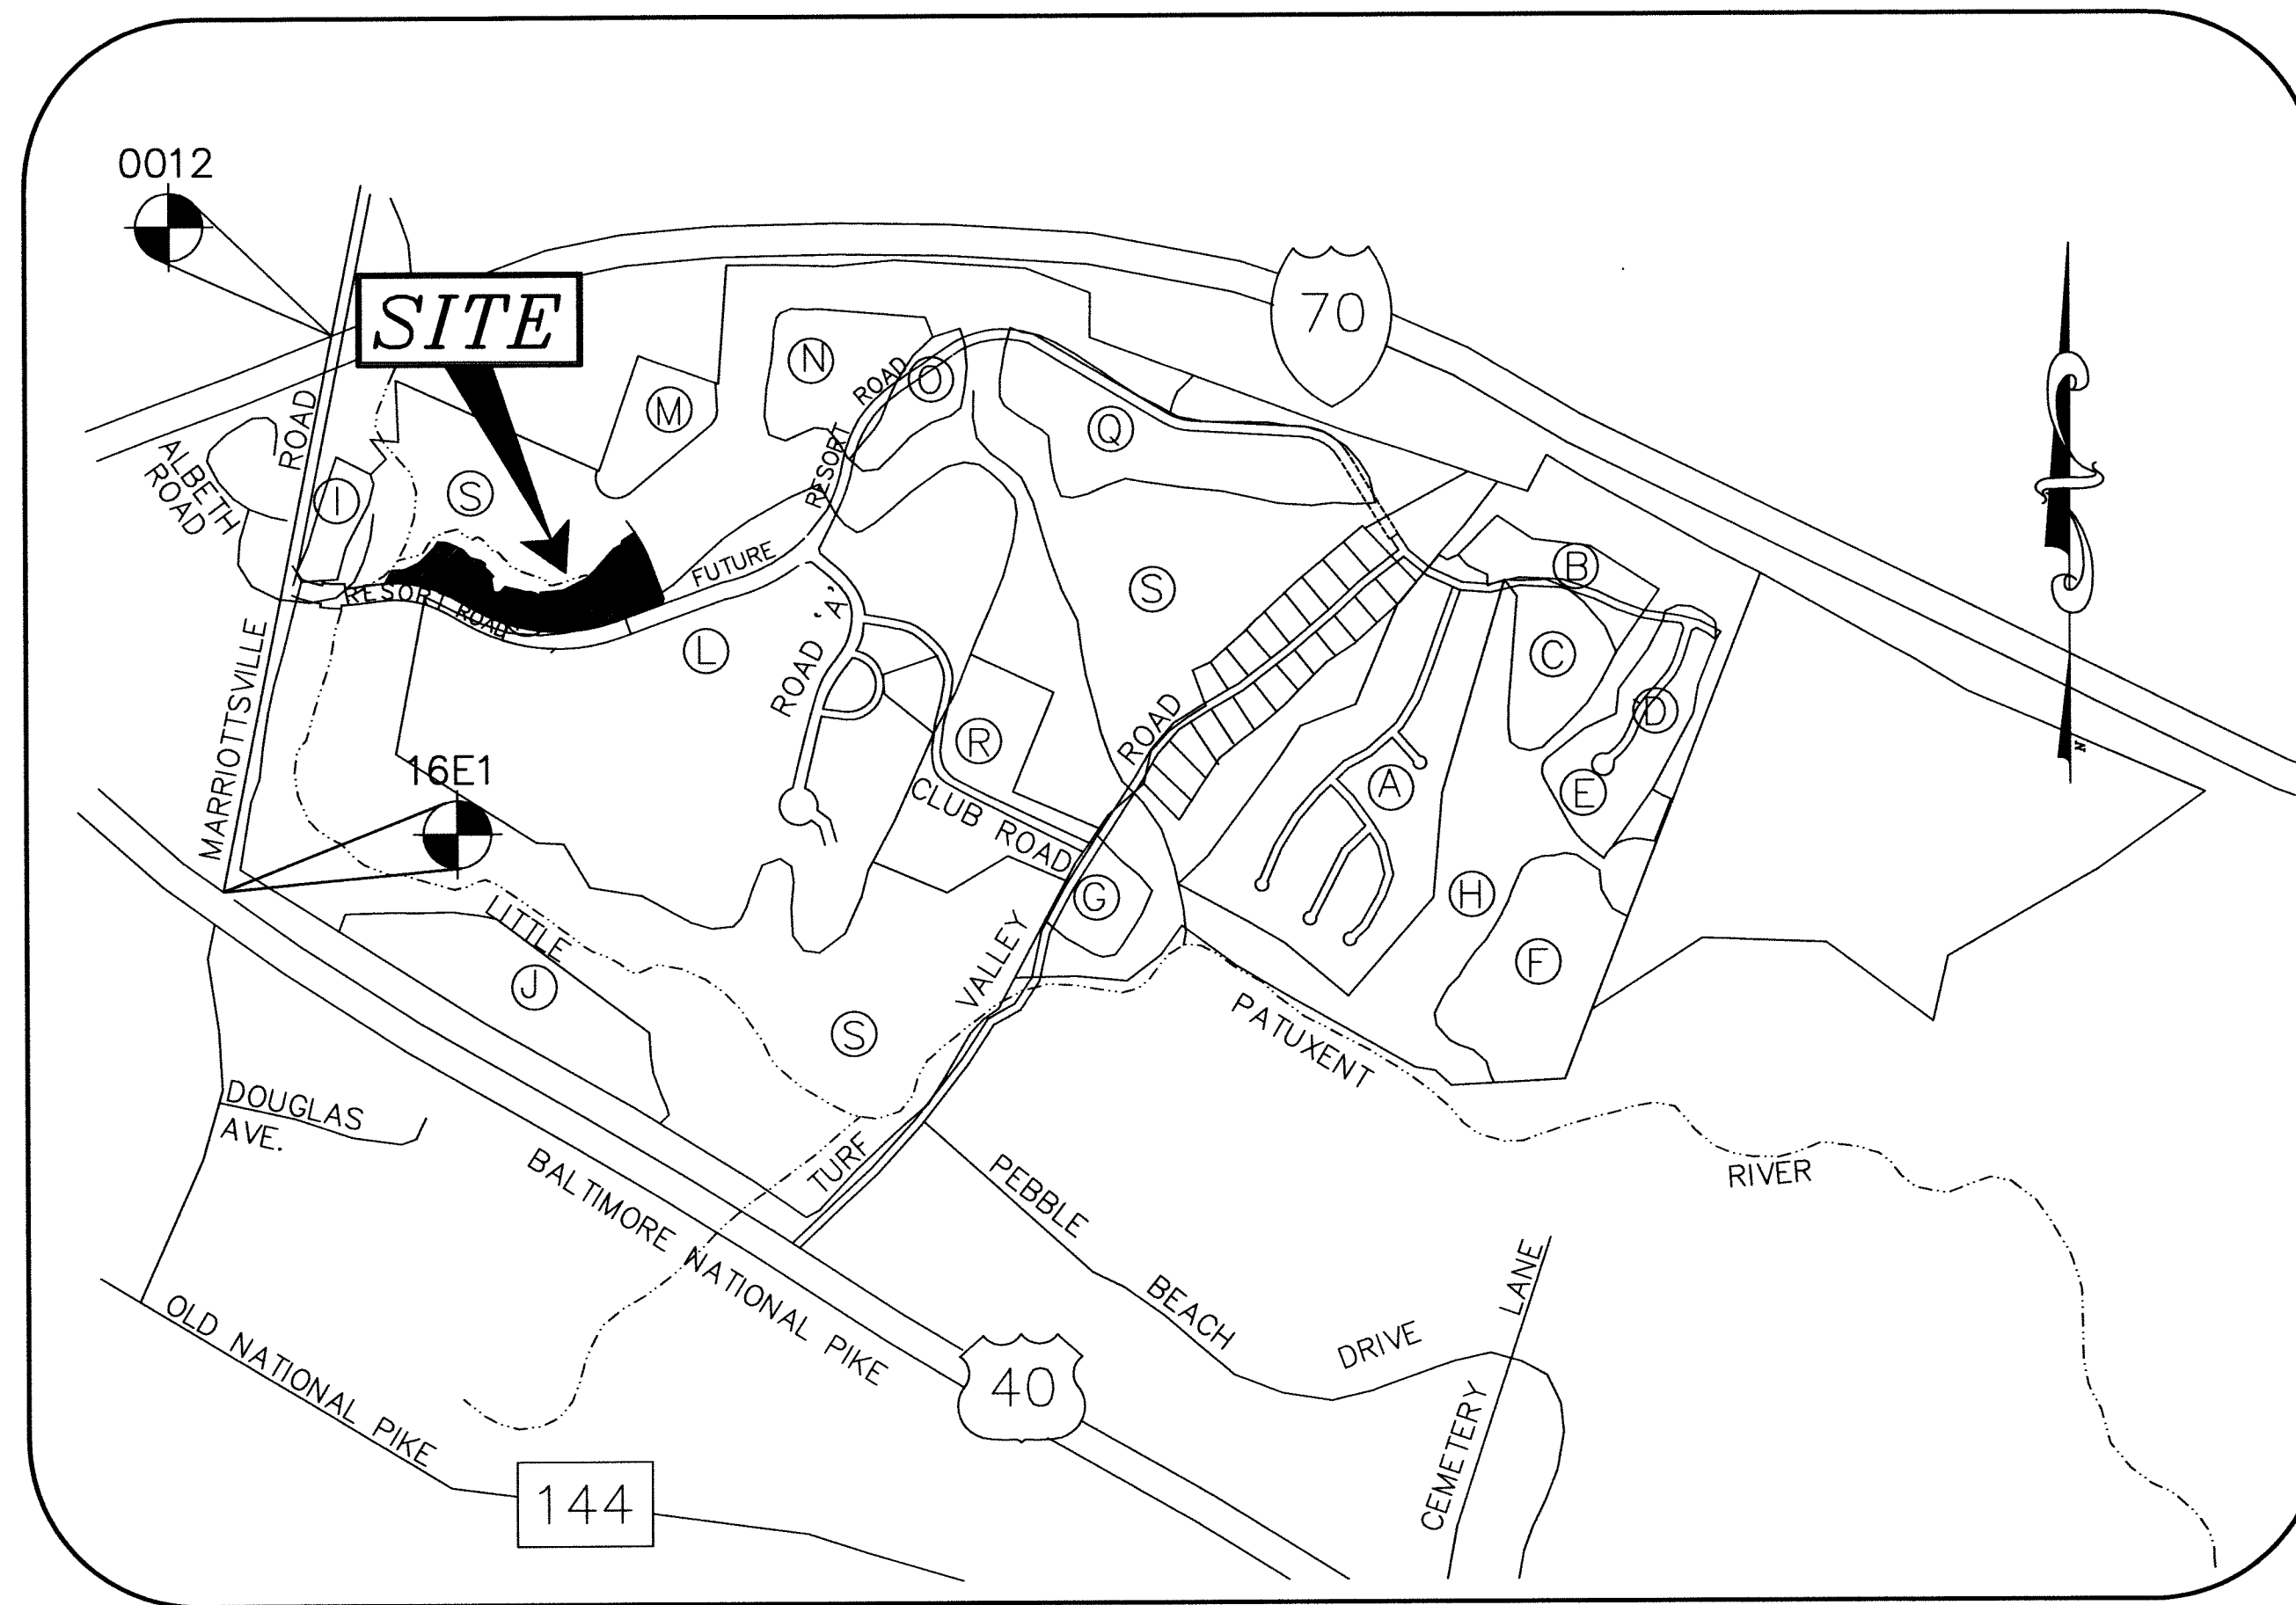 0012
SITE
70
ROAD
ALBETH
ROAD
I
S
M
N
O
ROAD
RESORT
Q
FUTURE
RESORT ROAD
ROAD
L
ROAD 'A'
S
B
C
D
E
A
ROAD
R
CLUB ROAD
MARRIOTTSVILLE
16E1
N
G
H
F
LITTLE
J
S
VALLEY
PATUXENT
RIVER
DOUGLAS
AVE.
TURF
BALTIMORE NATIONAL PIKE
PEBBLE
BEACH
DRIVE
LANE
CEMETERY
OLD NATIONAL PIKE
40
144